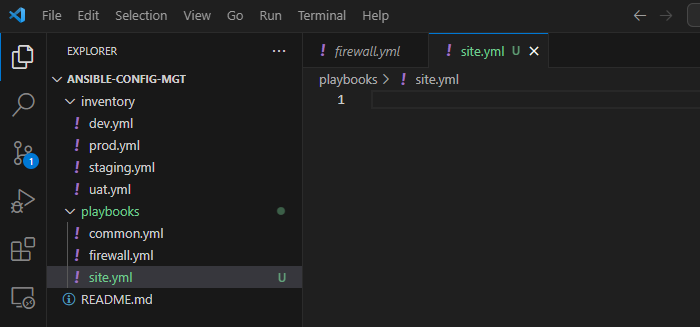 File Edit Selection View Go Run Terminal Help
EXPLORER ...
firewall.yml
site.yml U
ANSIBLE-CONFIG-MGT
playbooks > site.yml
1
inventory
! dev.yml
! prod.yml
! staging.yml
! uat.yml
playbooks
! common.yml
! firewall.yml
! site.yml U
README.md
1